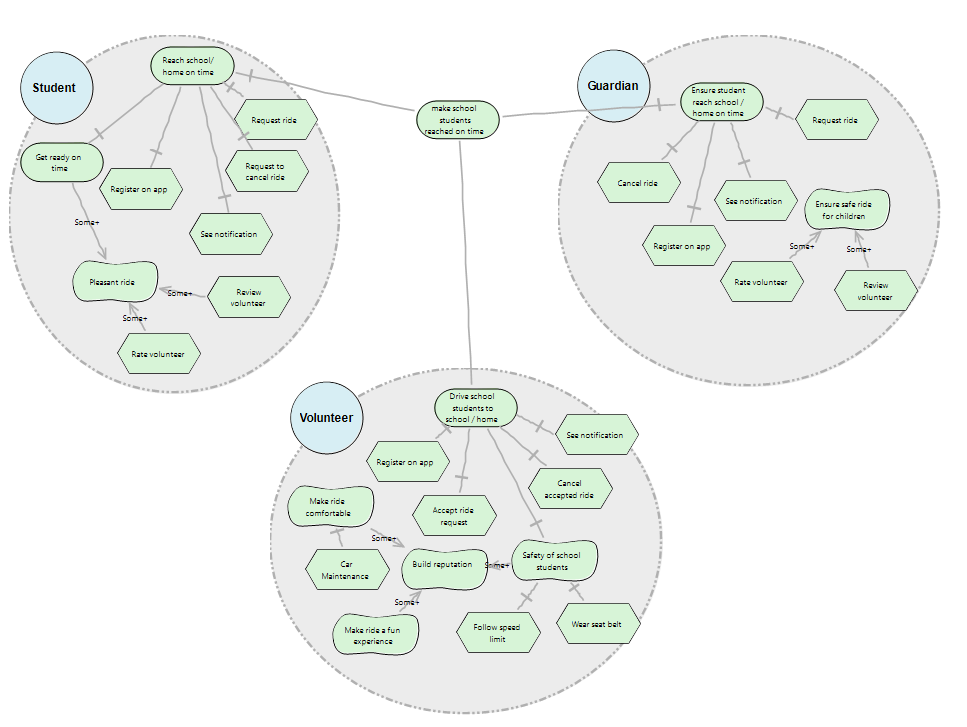 Student
Reach school/
home on time
Request ride
Get ready on
time
Register on app
Request to
cancel ride
See notification
Some+
Pleasant ride
Some+
Review
volunteer
Some+
Rate volunteer
make school
students
reached on time
Guardian
Ensure student
reach school /
home on time
Request ride
Cancel ride
See notification
Ensure safe ride
for children
Register on app
Some+
Some+
Rate volunteer
Review
volunteer
Volunteer
Drive school
students to
school / home
See notification
Register on app
Cancel
accepted ride
Make ride
comfortable
Accept ride
request
Some+
Car
Maintenance
Build reputation
Some+
Safety of school
students
Some+
Make ride a fun
experience
Follow speed
limit
Wear seat belt